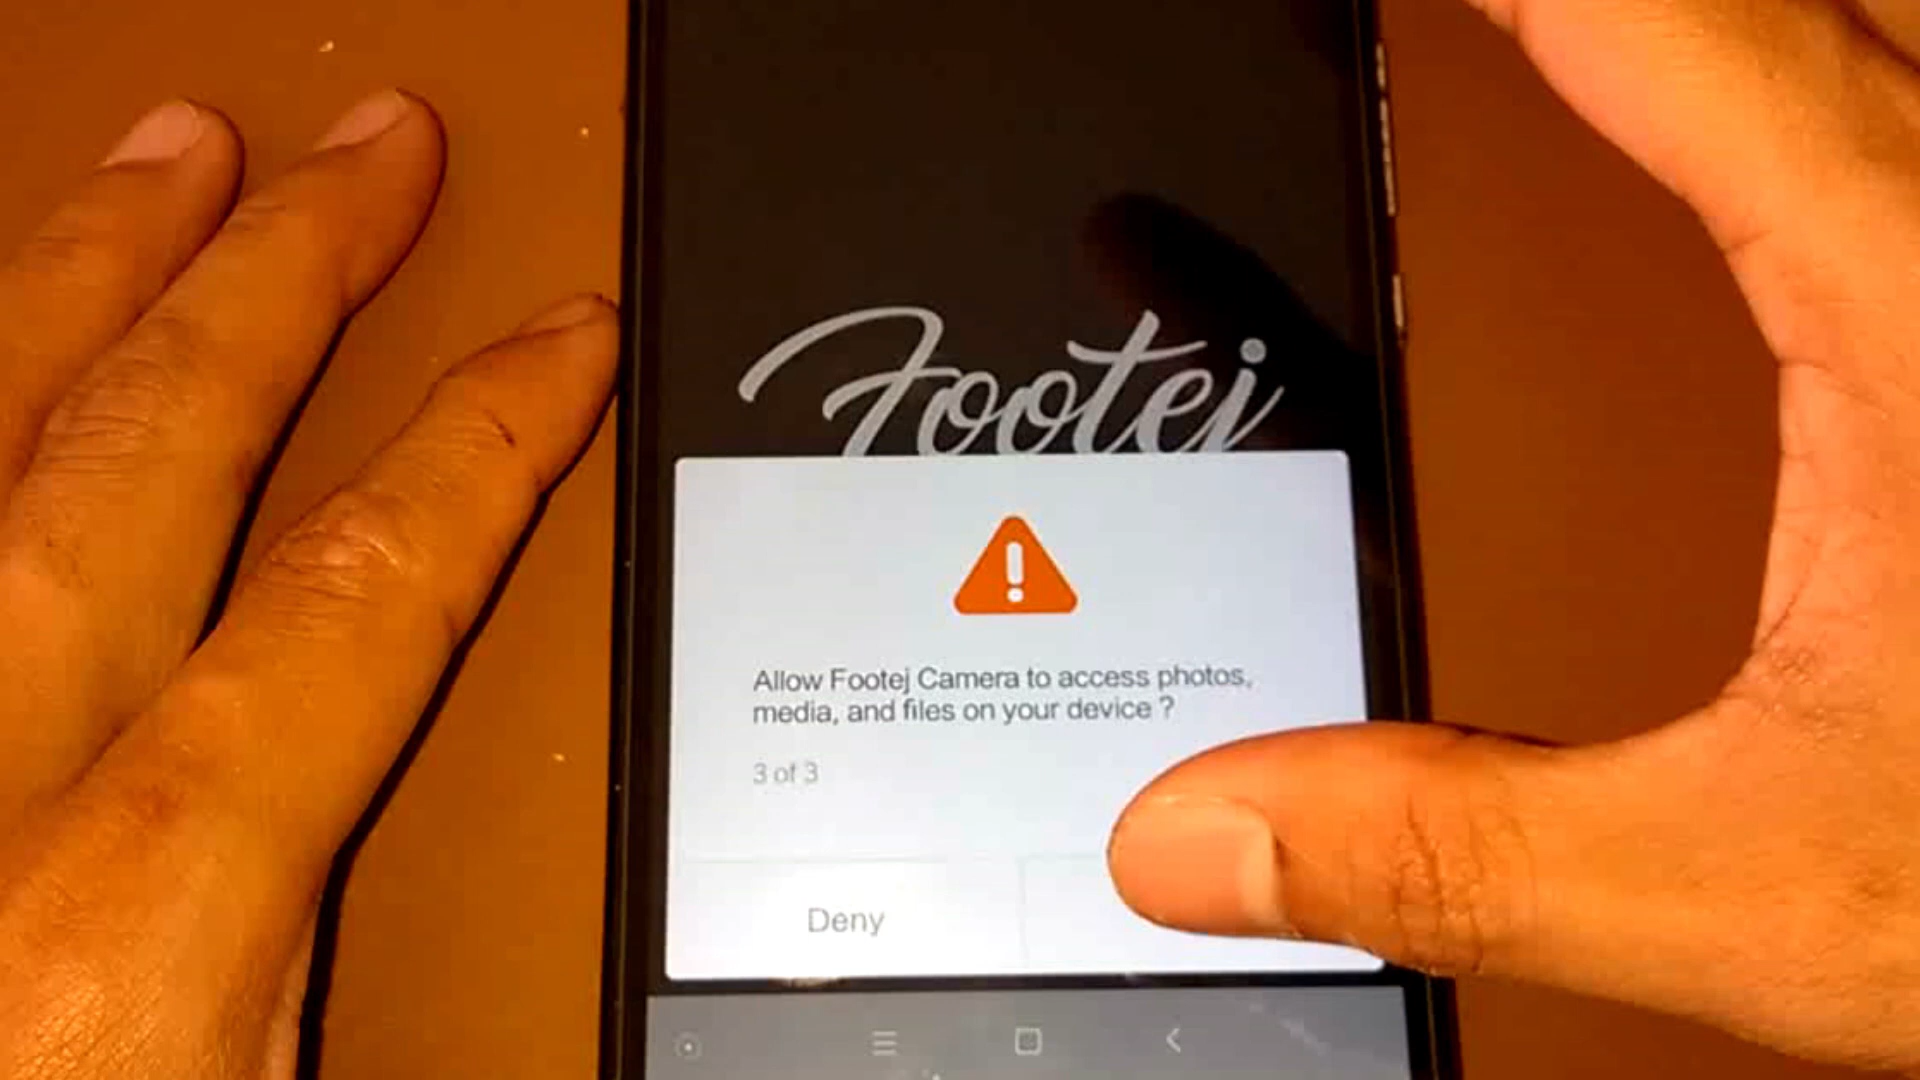 Footej
Allow Footej Camera to access photos,
media, and files on your device ?
3 of 3
Deny